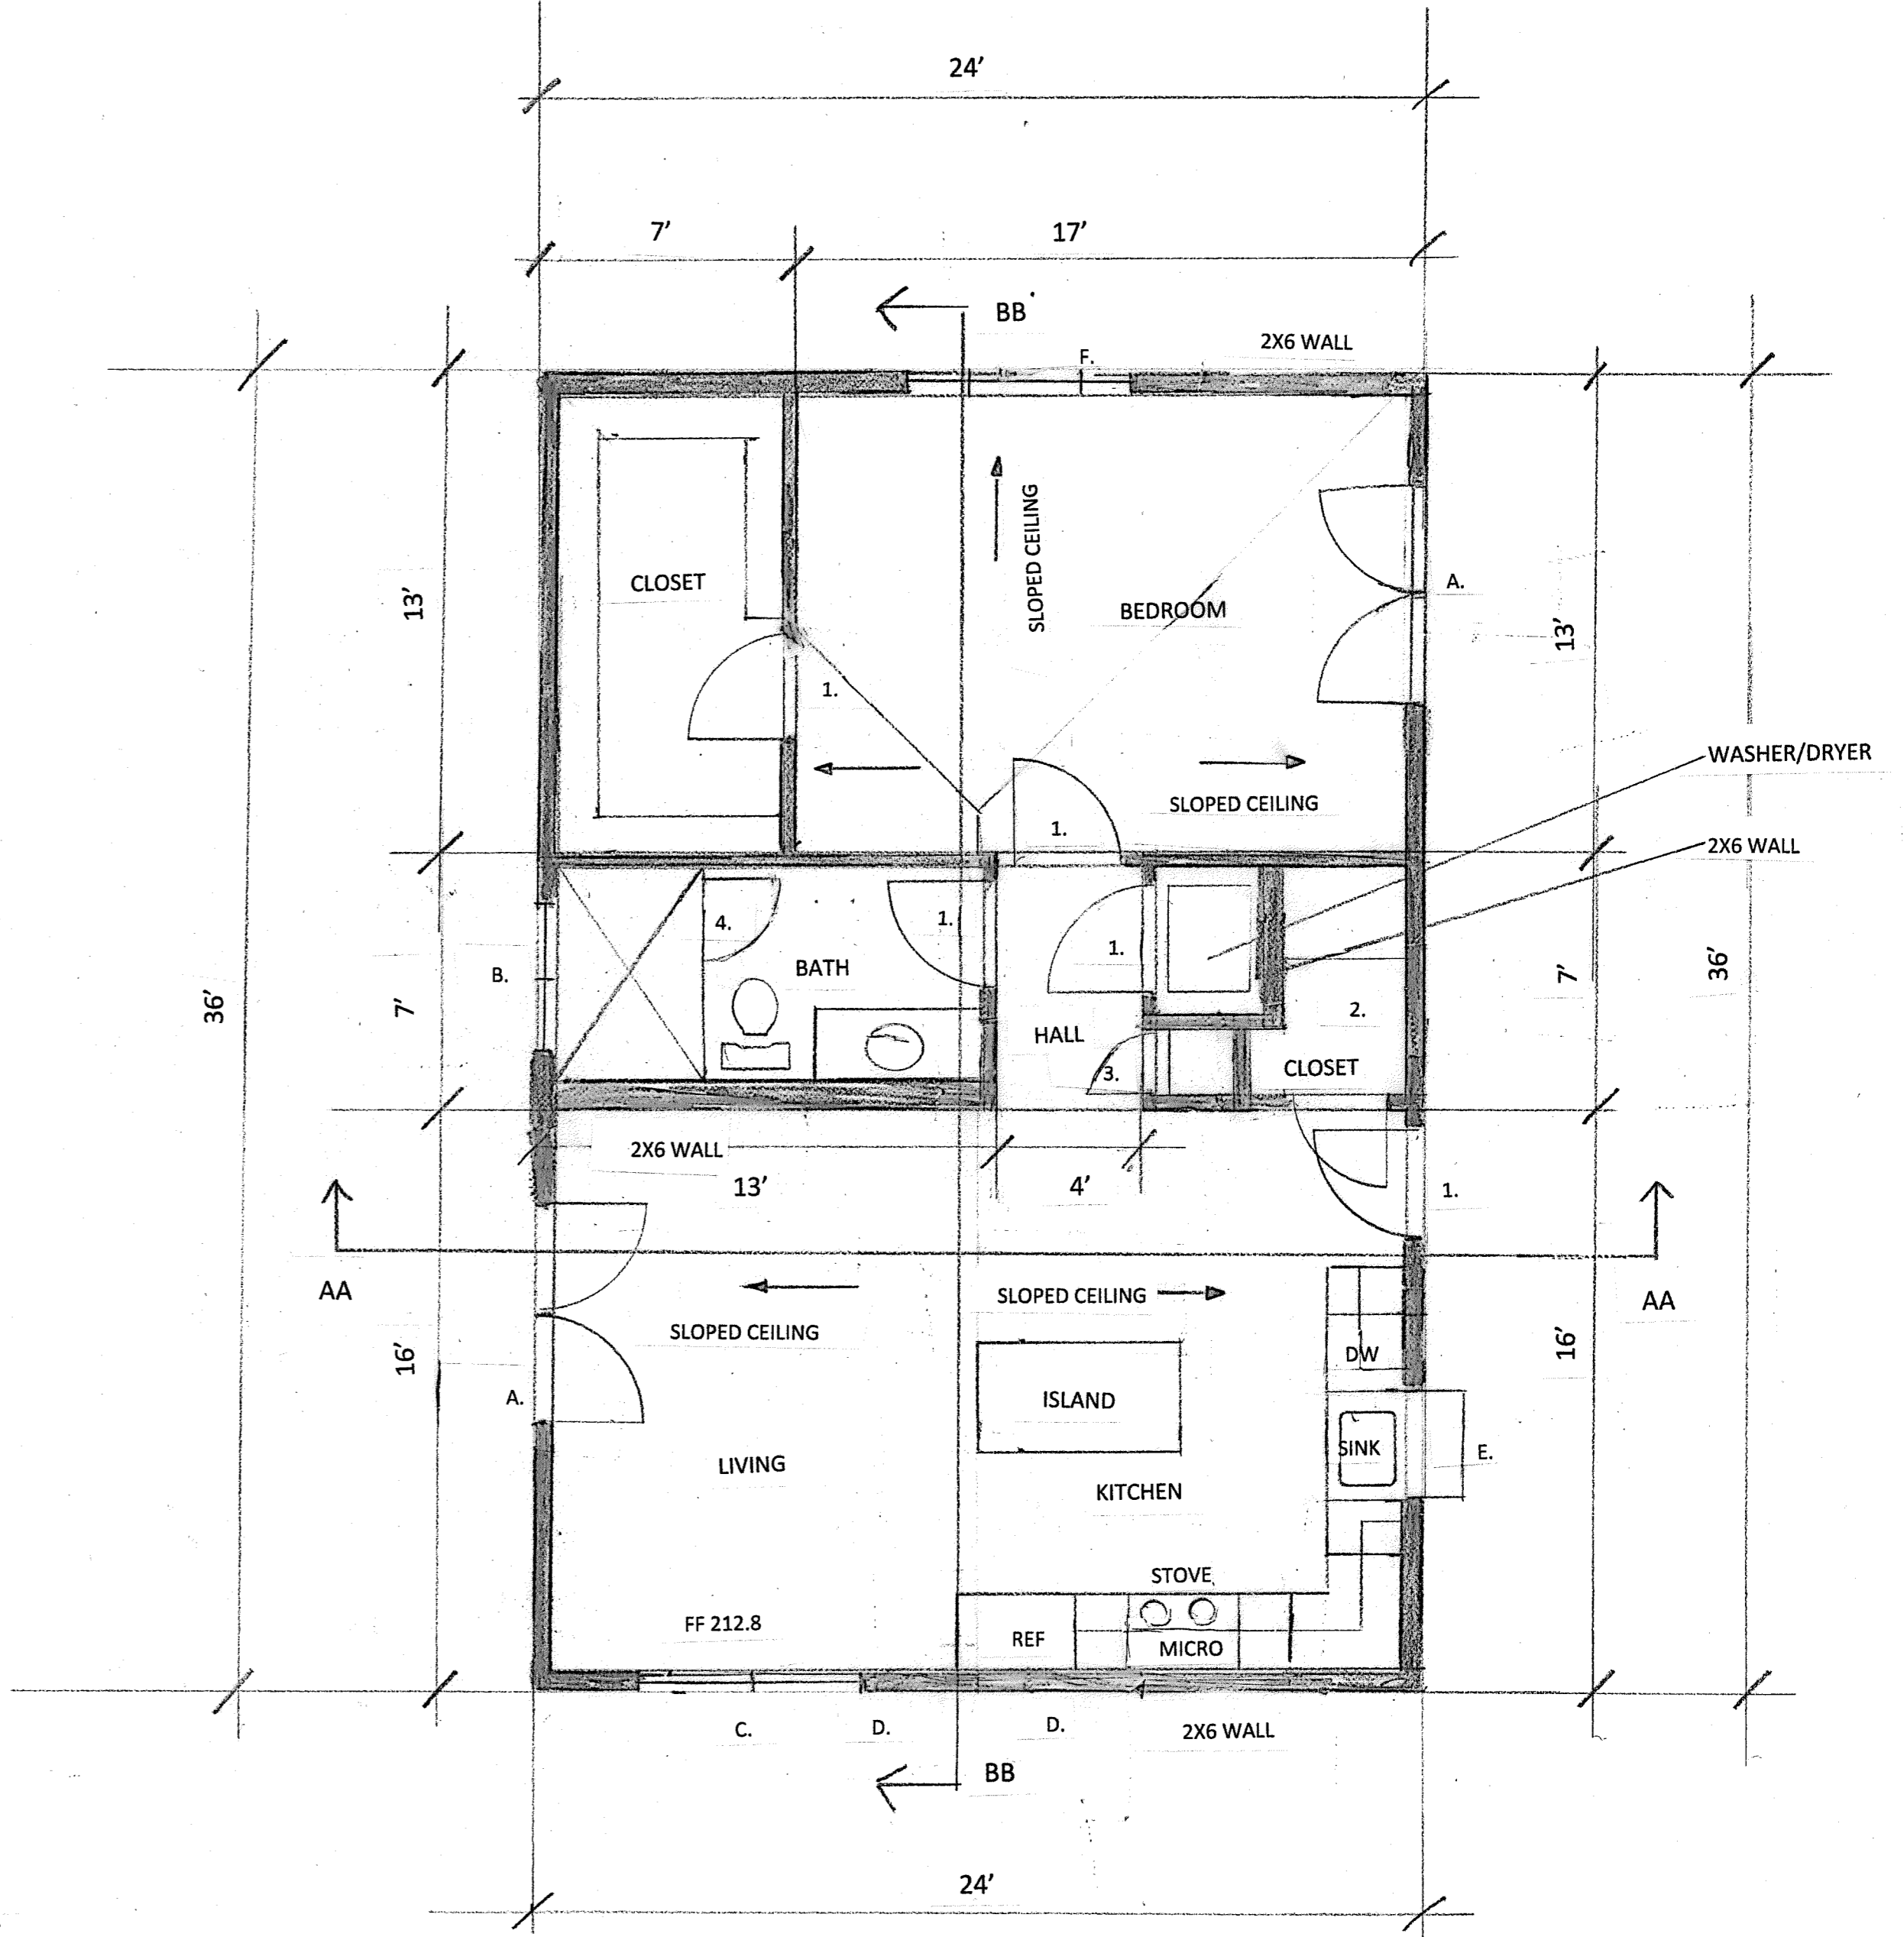 24’
7’
17’
BB
F.
2X6 WALL
SLOPED CEILING
CLOSET
BEDROOM
A.
13’
13’
1.
WASHER/DRYER
SLOPED CEILING
1.
2X6 WALL
4.
1.
1.
BATH
B.
36’
7’
7’
36’
2.
HALL
CLOSET
3.
2X6 WALL
13’
4’
1.
AA
SLOPED CEILING
AA
SLOPED CEILING
16’
16’
DW
A.
ISLAND
SINK
E.
LIVING
KITCHEN
STOVE
FF 212.8
REF
MICRO
C.
D.
D.
2X6 WALL
BB
24’